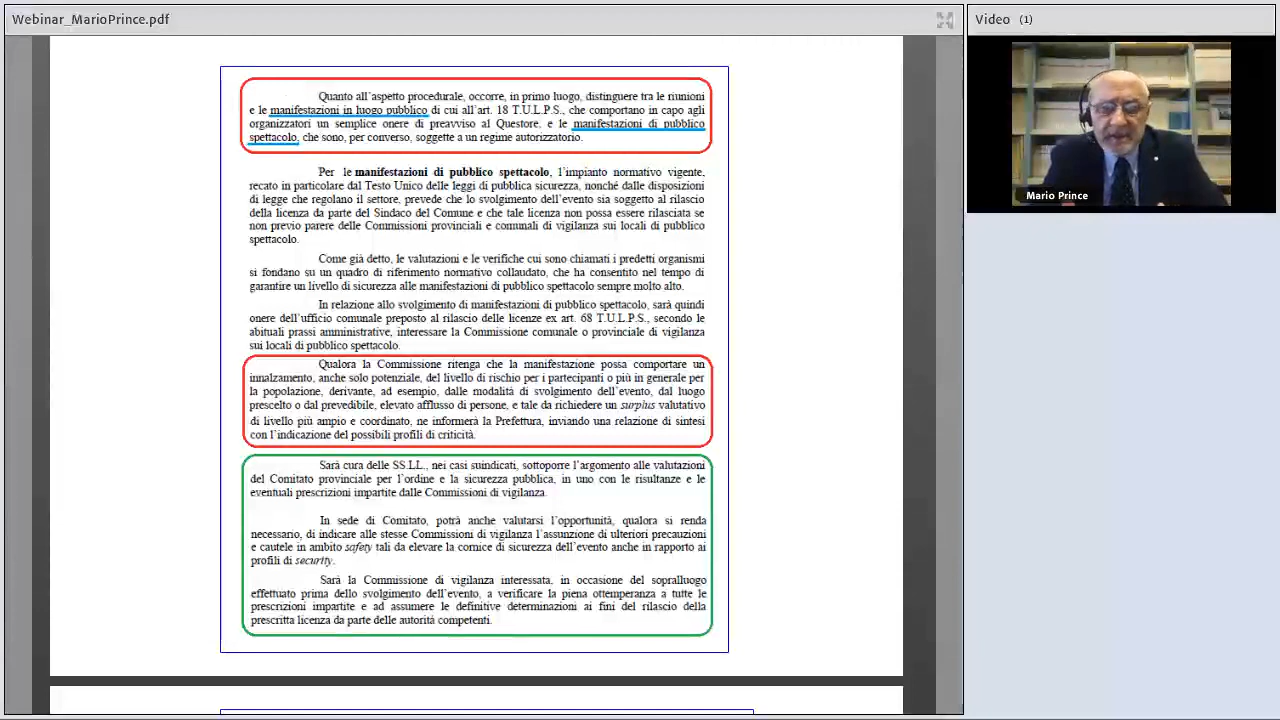 Webinar_MarioPrince.pdf
Video (1)
Mario Prince
Quanto all'aspetto procedurale, occorre, in primo luogo, distinguere tra le riunioni
e le manifestazioni in luogo pubblico di cui all'art. 18 T.U.L.P.S., che comportano in capo agli
organizzatori un semplice onere di preavviso al Questore, e le manifestazioni di pubblico
spettacolo, che sono, per converso, soggette a un regime autorizzatorio.
Per le manifestazioni di pubblico spettacolo, l'impianto normativo vigente,
recato in particolare dal Testo Unico delle leggi di pubblica sicurezza, nonché dalle disposizioni
di legge che regolano il settore, prevede che lo svolgimento dell'evento sia soggetto al rilascio
della licenza da parte del Sindaco del Comune e che tale licenza non possa essere rilasciata se
non previo parere delle Commissioni provinciali e comunali di vigilanza sui locali di pubblico
spettacolo.
Come già detto, le valutazioni e le verifiche cui sono chiamati i predetti organismi
si fondano su un quadro di riferimento normativo collaudato, che ha consentito nel tempo di
garantire un livello di sicurezza alle manifestazioni di pubblico spettacolo sempre molto alto.
In relazione allo svolgimento di manifestazioni di pubblico spettacolo, sarà quindi
onere dell'ufficio comunale preposto al rilascio delle licenze ex art. 68 T.U.L.P.S., secondo le
abituali prassi amministrative, interessare la Commissione comunale o provinciale di vigilanza
sui locali di pubblico spettacolo.
Qualora la Commissione ritenga che la manifestazione possa comportare un
innalzamento, anche solo potenziale, del livello di rischio per i partecipanti o più in generale per
la popolazione, derivante, ad esempio, dalle modalità di svolgimento dell'evento, dal luogo
prescelto o dal prevedibile, elevato afflusso di persone, e tale da richiedere un surplus valutativo
di livello più ampio e coordinato, ne informerà la Prefettura, inviando una relazione di sintesi
con l'indicazione del possibili profili di criticità.
Sarà cura delle SS.LL., nei casi suindicati, sottoporre l'argomento alle valutazioni
del Comitato provinciale per l'ordine e la sicurezza pubblica, in uno con le risultanze e le
eventuali prescrizioni impartite dalle Commissioni di vigilanza.
In sede di Comitato, potrà anche valutarsi l'opportunità, qualora si renda
necessario, di indicare alle stesse Commissioni di vigilanza l'assunzione di ulteriori precauzioni
e cautele in ambito safety tali da elevare la cornice di sicurezza dell'evento anche in rapporto ai
profili di security.
Sarà la Commissione di vigilanza interessata, in occasione del sopralluogo
effettuato prima dello svolgimento dell'evento, a verificare la piena ottemperanza a tutte le
prescrizioni impartite e ad assumere le definitive determinazioni ai fini del rilascio della
prescritta licenza da parte delle autorità competenti.